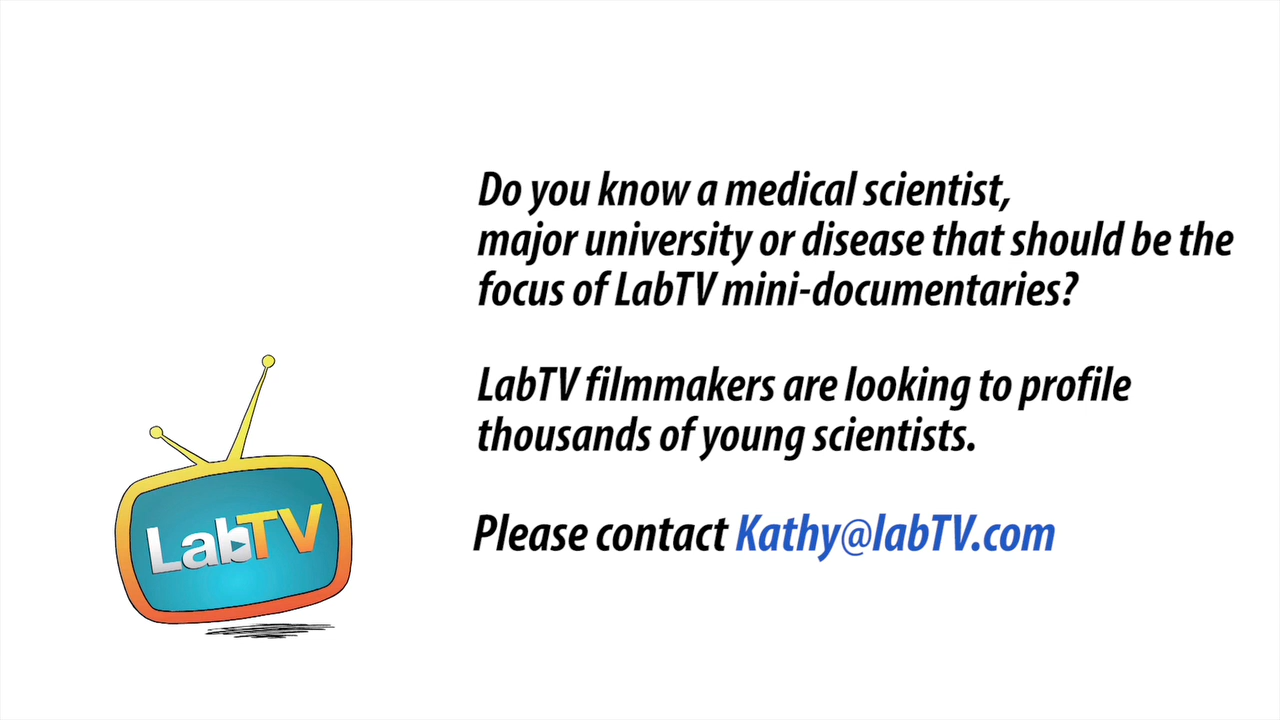 Do you know a medical scientist,
major university or disease that should be the
focus of LabTV mini-documentaries?
LabTV filmmakers are looking to profile
thousands of young scientists.
Please contact Kathy@labTV.com
LabTV